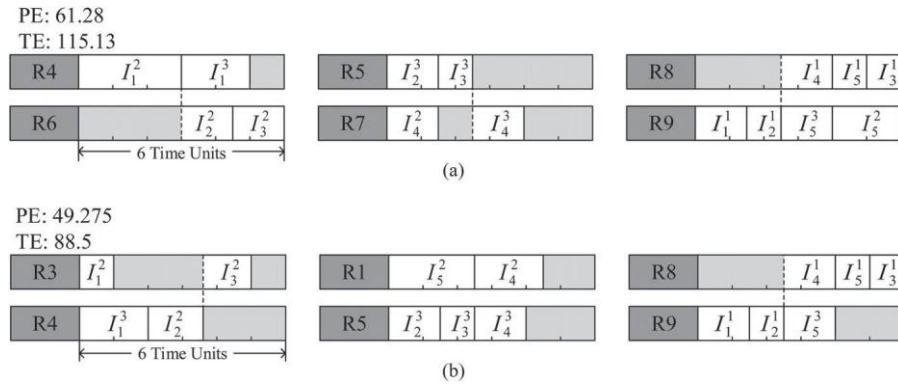 PE: 61.28
TE: 115.13
R4 I_1^2 I_1^3 R5 I_2^3 I_3^3 R8 I_4^1 I_5^1 I_3^1
R6 I_2^2 I_3^2 R7 I_4^2 I_4^3 R9 I_1^1 I_2^1 I_5^3 I_5^2
6 Time Units
(a)
PE: 49.275
TE: 88.5
R3 I_1^2 I_3^2 R1 I_5^2 I_4^2 R8 I_4^1 I_5^1 I_3^1
R4 I_1^3 I_2^2 R5 I_2^3 I_3^3 I_4^3 R9 I_1^1 I_2^1 I_5^3
6 Time Units
(b)